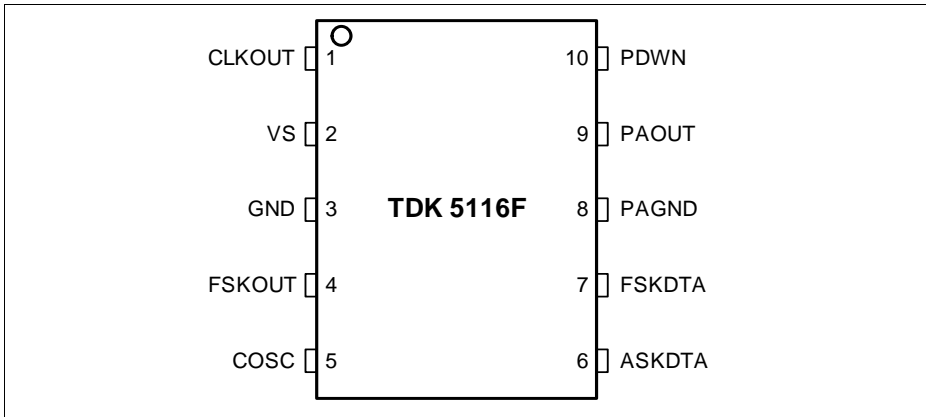 CLKOUT 1 10 PDWN
VS 2 9 PAOUT
GND 3 TDK 5116F 8 PAGND
FSKOUT 4 7 FSKDTA
COSC 5 6 ASKDTA